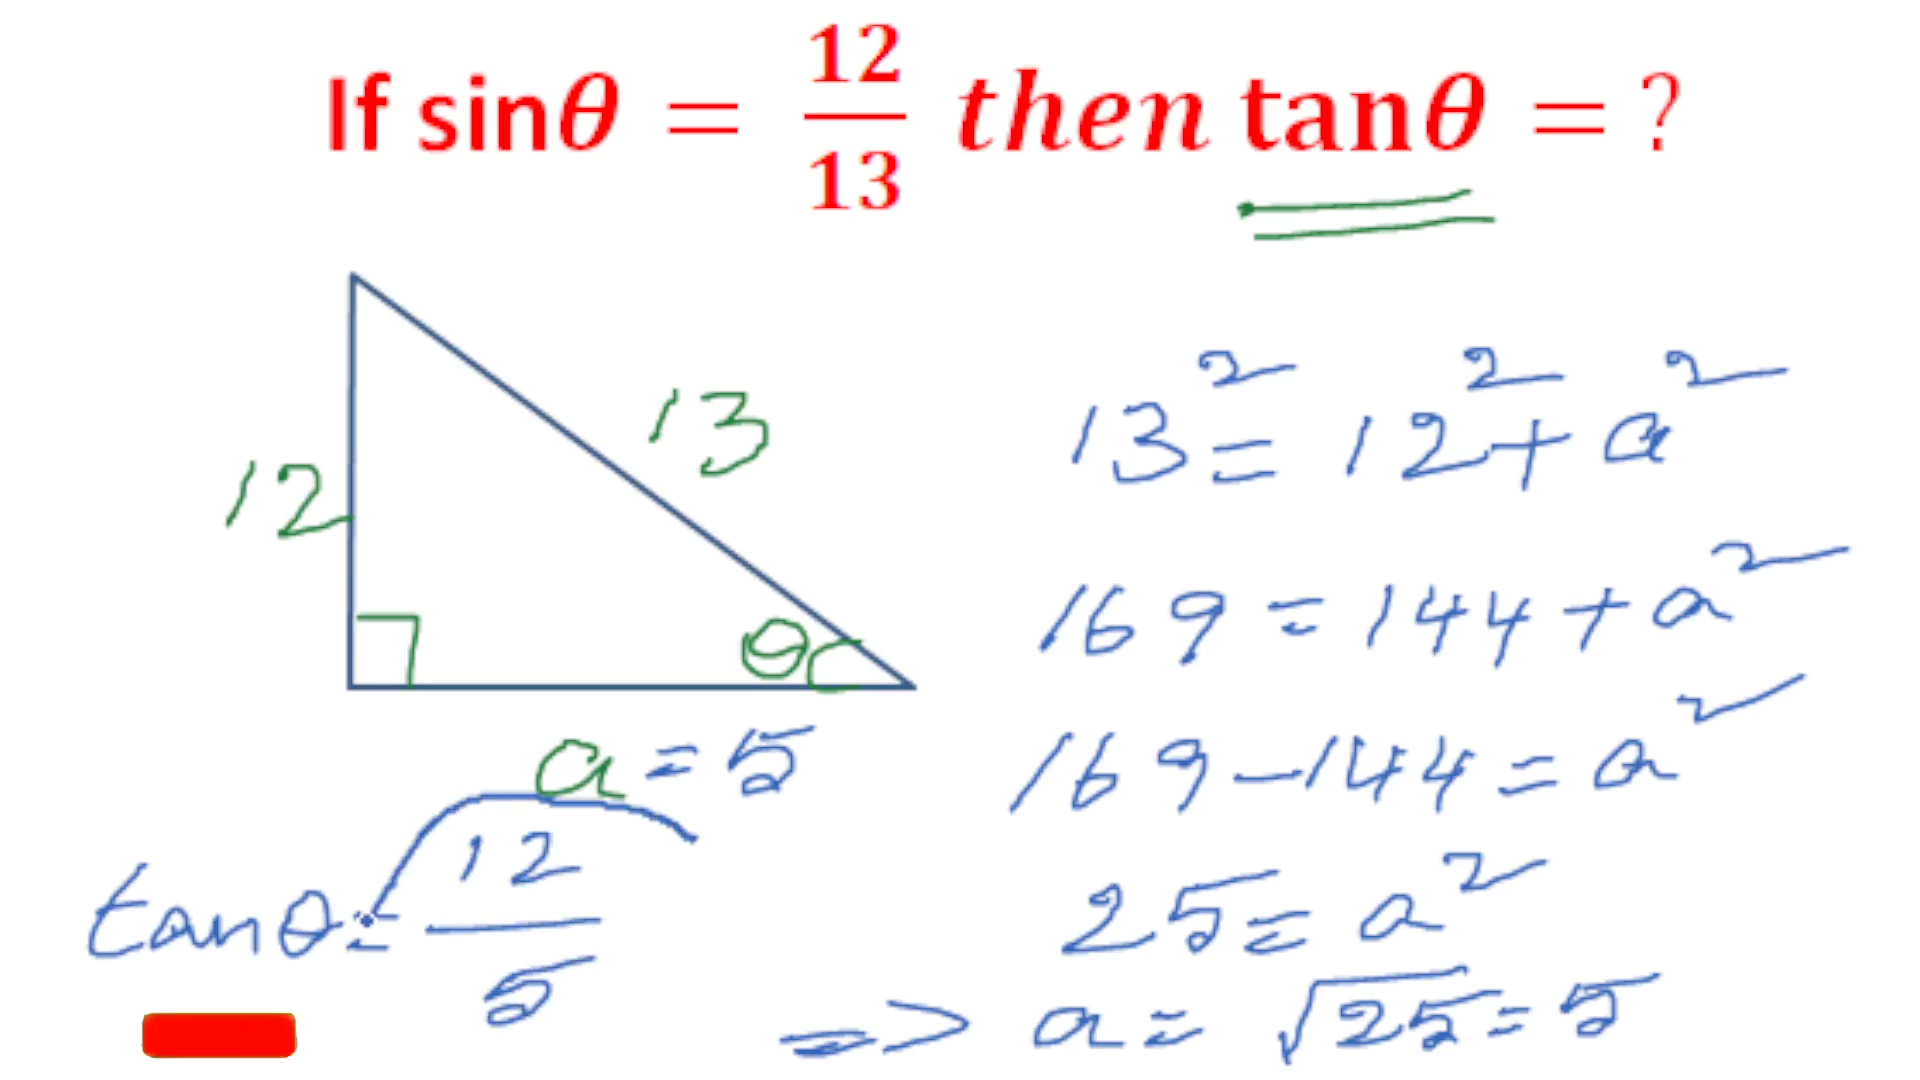 If sinθ = 12/13 then tanθ = ?
12
13
θ
a = 5
tanθ = 12/5
13² = 12² + a²
169 = 144 + a²
169 - 144 = a²
25 = a²
=> a = √25 = 5